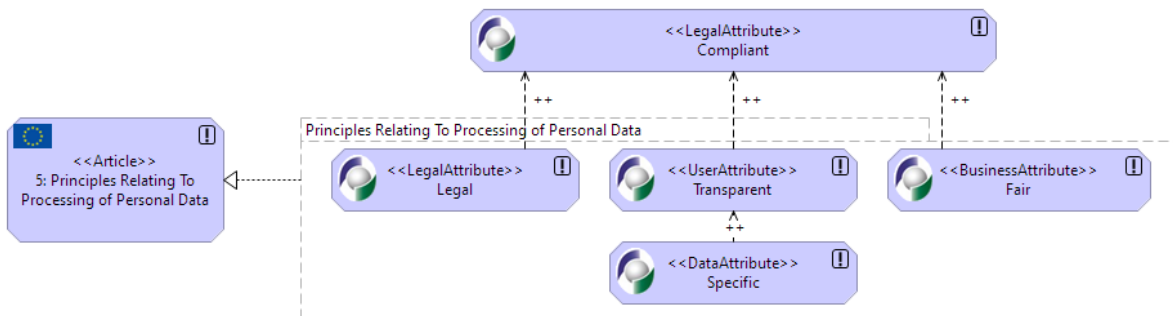 <<LegalAttribute>>
Compliant
++
++
++
Principles Relating To Processing of Personal Data
<<Article>>
5: Principles Relating To
Processing of Personal Data
<<LegalAttribute>>
Legal
<<UserAttribute>>
Transparent
<<BusinessAttribute>>
Fair
++
<<DataAttribute>>
Specific